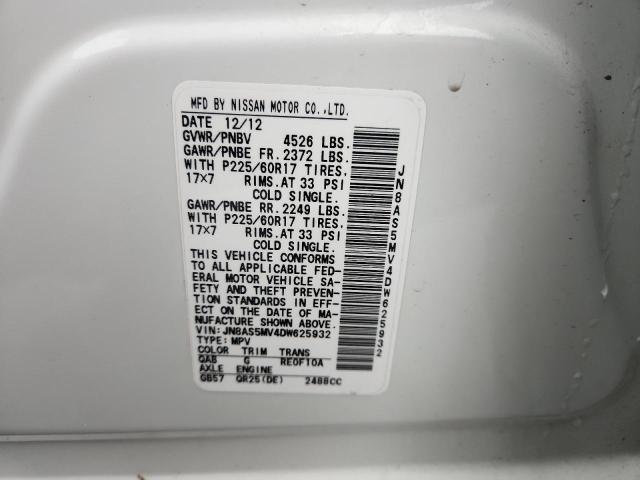 MFD BY NISSAN MOTOR CO.,LTD.
DATE 12/12
GVWR/PNBV 4526 LBS.
GAWR/PNBE FR. 2372 LBS.
WITH P225/60R17 TIRES,
17x7 RIMS.AT 33 PSI
COLD SINGLE.
GAWR/PNBE RR. 2249 LBS.
WITH P225/60R17 TIRES,
17x7 RIMS.AT 33 PSI
COLD SINGLE.
THIS VEHICLE CONFORMS
TO ALL APPLICABLE FED-
ERAL MOTOR VEHICLE SA-
FETY AND THEFT PREVEN-
TION STANDARDS IN EFF-
ECT ON THE DATE OF MA-
NUFACTURE SHOWN ABOVE.
VIN: JN8AS5MV4DW625932
TYPE: MPV
COLOR TRIM TRANS
QAB G RE0F10A
AXLE ENGINE
GB57 QR25(DE) 2488CC
JN8AS5MV4DW625932